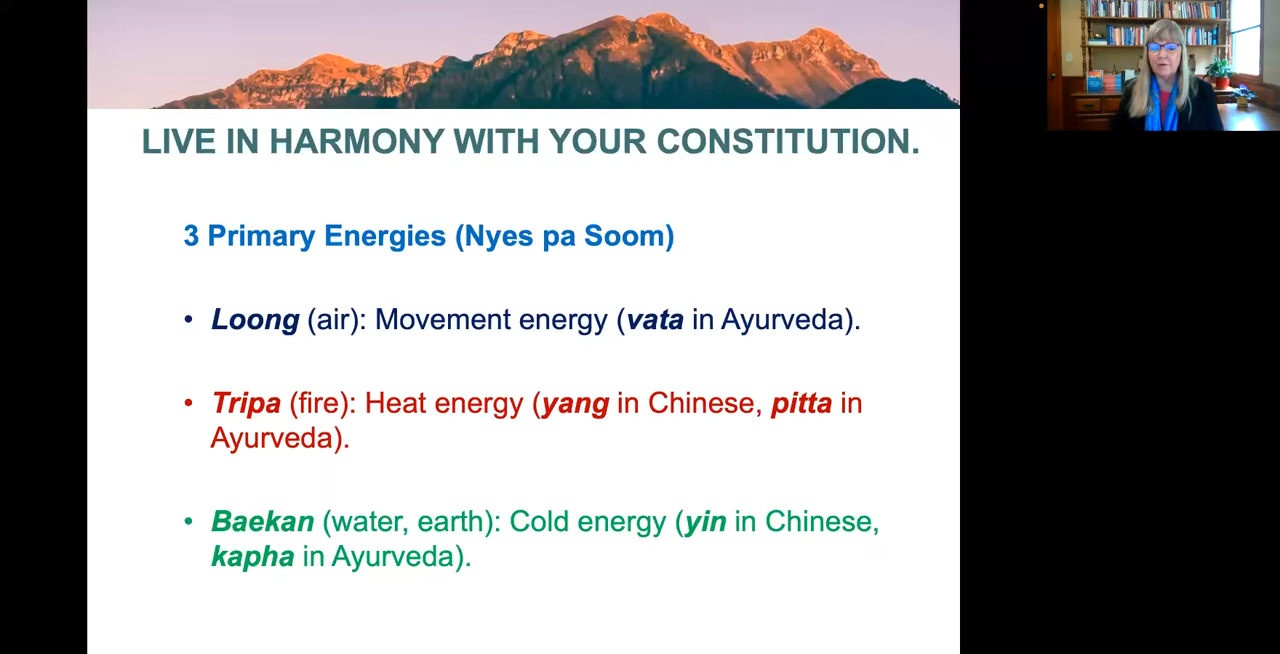 LIVE IN HARMONY WITH YOUR CONSTITUTION.
3 Primary Energies (Nyes pa Soom)
• Loong (air): Movement energy (vata in Ayurveda).
• Tripa (fire): Heat energy (yang in Chinese, pitta in
Ayurveda).
• Baekan (water, earth): Cold energy (yin in Chinese,
kapha in Ayurveda).